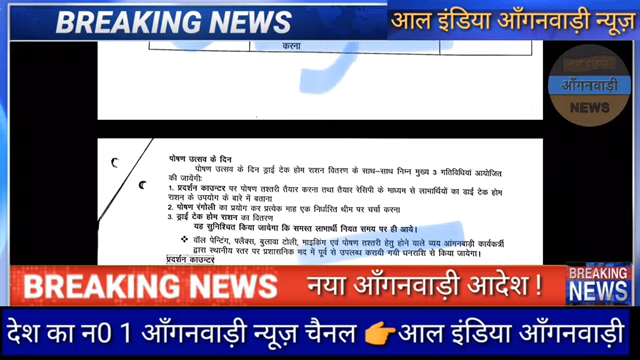 BREAKING NEWS
आल इंडिया आँगनवाड़ी न्यूज़
करना
आल इंडिया
आँगनवाड़ी
NEWS
पोषण उत्सव के दिन
पोषण उत्सव के दिन ड्राई टेक होम राशन वितरण के साथ–साथ निम्न मुख्य 3 गतिविधियां आयोजित
की जायेंगी:
1. प्रदर्शन काउन्टर पर पोषण तश्तरी तैयार करना तथा तैयार रेसिपी के माध्यम से लाभार्थियों का डाई टेक होम
राशन के उपयोग के बारे में बताना
2. पोषण रंगोली का प्रयोग कर प्रत्येक माह एक निर्धारित थीम पर चर्चा करना
3. ड्राई टेक होम राशन का वितरण
यह सुनिश्चित किया जायेगा कि समस्त लाभार्थी नियत समय पर ही आये।
❖ वॉल पेन्टिंग, फ्लैक्स, बुलावा टोली, माइकिंग एवं पोषण तश्तरी हेतु होने वाले व्यय आंगनबाड़ी कार्यकर्त्री
द्वारा स्थानीय स्तर पर प्रशासनिक मद में पूर्व से उपलब्ध करायी गयी धनराशि से किया जायेगा।
प्रदर्शन काउन्टर
BREAKING NEWS
नया आँगनवाड़ी आदेश !
BREAKING
NEWS
देश का न0 1 आँगनवाड़ी न्यूज़ चैनल 👉आल इंडिया आँगनवाड़ी